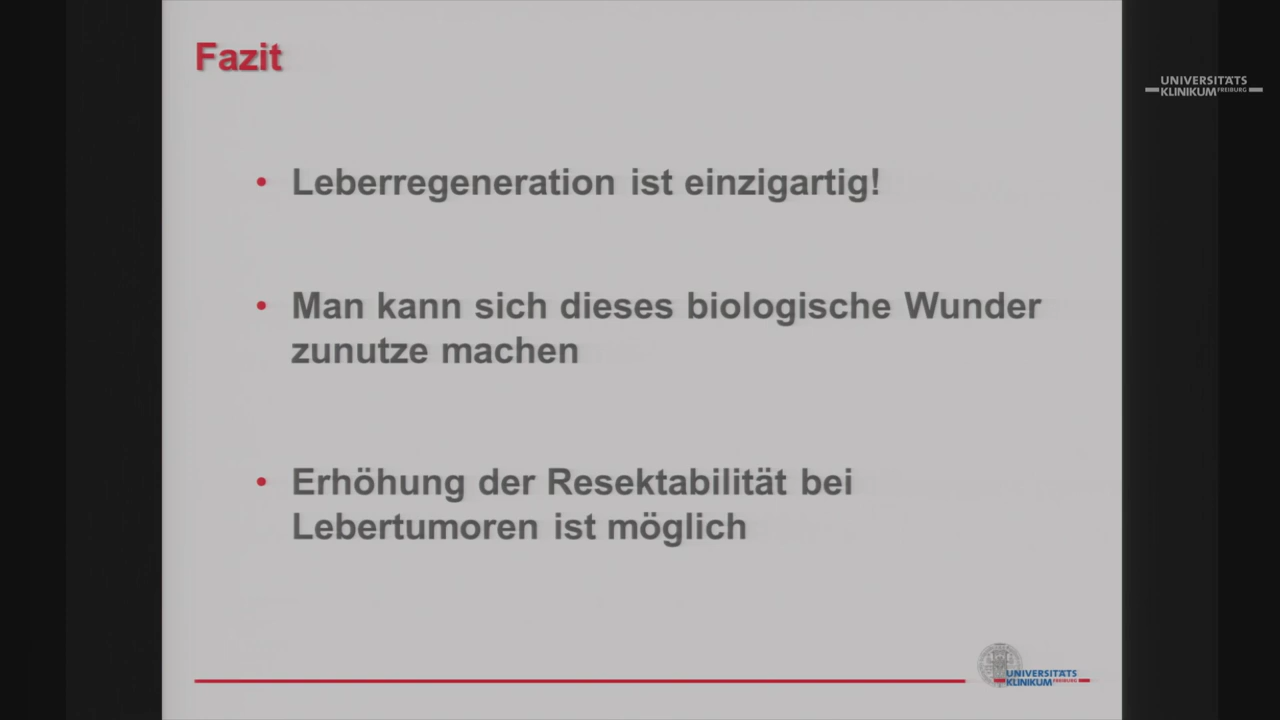 Fazit
UNIVERSITÄTS
KLINIKUM FREIBURG
• Leberregeneration ist einzigartig!
• Man kann sich dieses biologische Wunder
zunutze machen
• Erhöhung der Resektabilität bei
Lebertumoren ist möglich
UNIVERSITÄTS
KLINIKUM FREIBURG